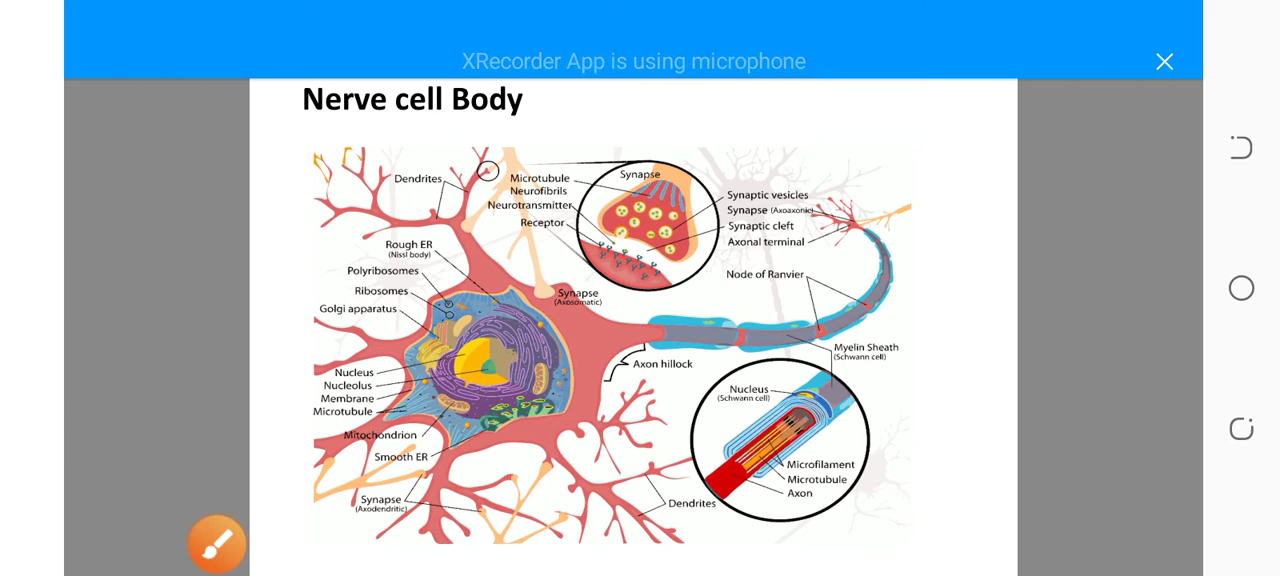 XRecorder App is using microphone
Nerve cell Body
Dendrites
Microtubule
Neurofibrils
Neurotransmitter
Receptor
Synapse
Synaptic vesicles
Synapse (Axoaxonic)
Synaptic cleft
Axonal terminal
Rough ER
(Nissl body)
Polyribosomes
Ribosomes
Golgi apparatus
Synapse
(Axosomatic)
Node of Ranvier
Nucleus
Nucleolus
Membrane
Microtubule
Mitochondrion
Smooth ER
Synapse
(Axodendritic)
Axon hillock
Myelin Sheath
(Schwann cell)
Nucleus
(Schwann cell)
Microfilament
Microtubule
Axon
Dendrites